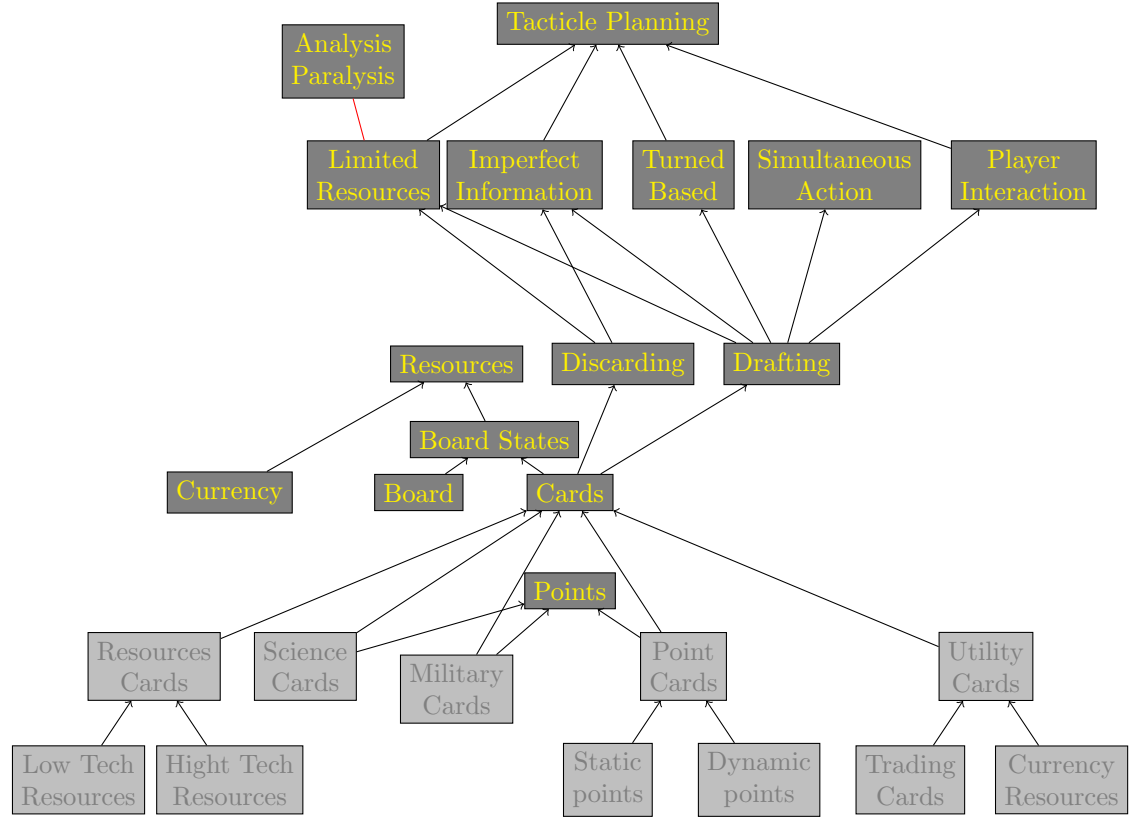 Tacticle Planning
Analysis
Paralysis
Limited
Resources
Imperfect
Information
Turned
Based
Simultaneous
Action
Player
Interaction
Resources
Discarding
Drafting
Board States
Currency
Board
Cards
Points
Resources
Cards
Science
Cards
Military
Cards
Point
Cards
Utility
Cards
Low Tech
Resources
Hight Tech
Resources
Static
points
Dynamic
points
Trading
Cards
Currency
Resources